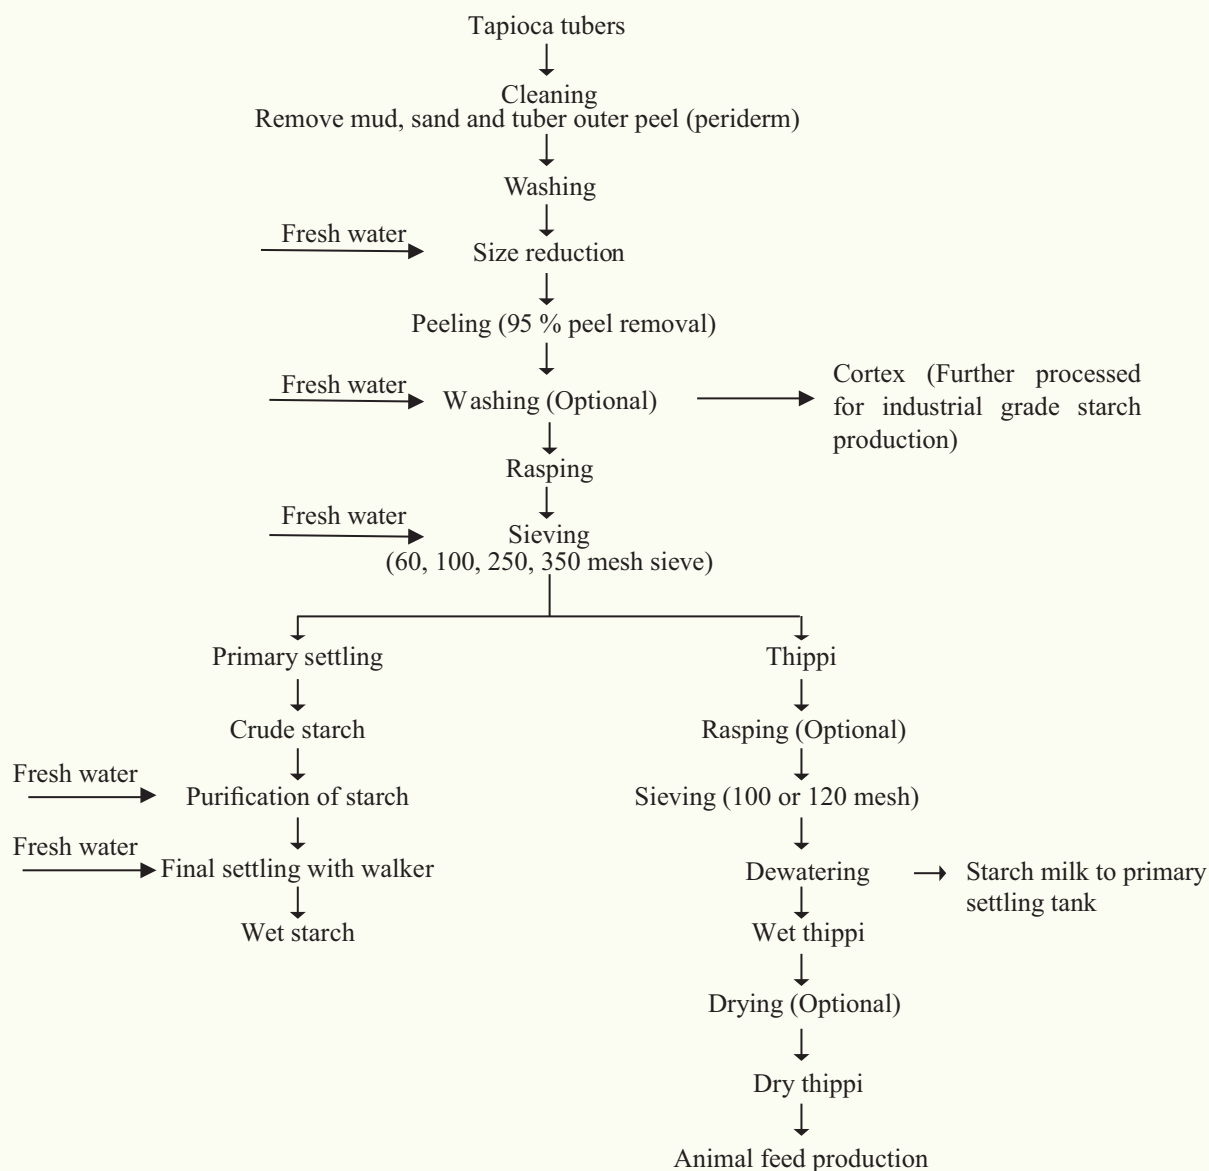 Tapioca tubers
Cleaning
Remove mud, sand and tuber outer peel (periderm)
Washing
Fresh water
Size reduction
Peeling (95 % peel removal)
Fresh water
Washing (Optional)
Cortex (Further processed
for industrial grade starch
production)
Rasping
Fresh water
Sieving
(60, 100, 250, 350 mesh sieve)
Primary settling
Thippi
Crude starch
Rasping (Optional)
Fresh water
Purification of starch
Sieving (100 or 120 mesh)
Fresh water
Final settling with walker
Dewatering
Starch milk to primary
settling tank
Wet starch
Wet thippi
Drying (Optional)
Dry thippi
Animal feed production